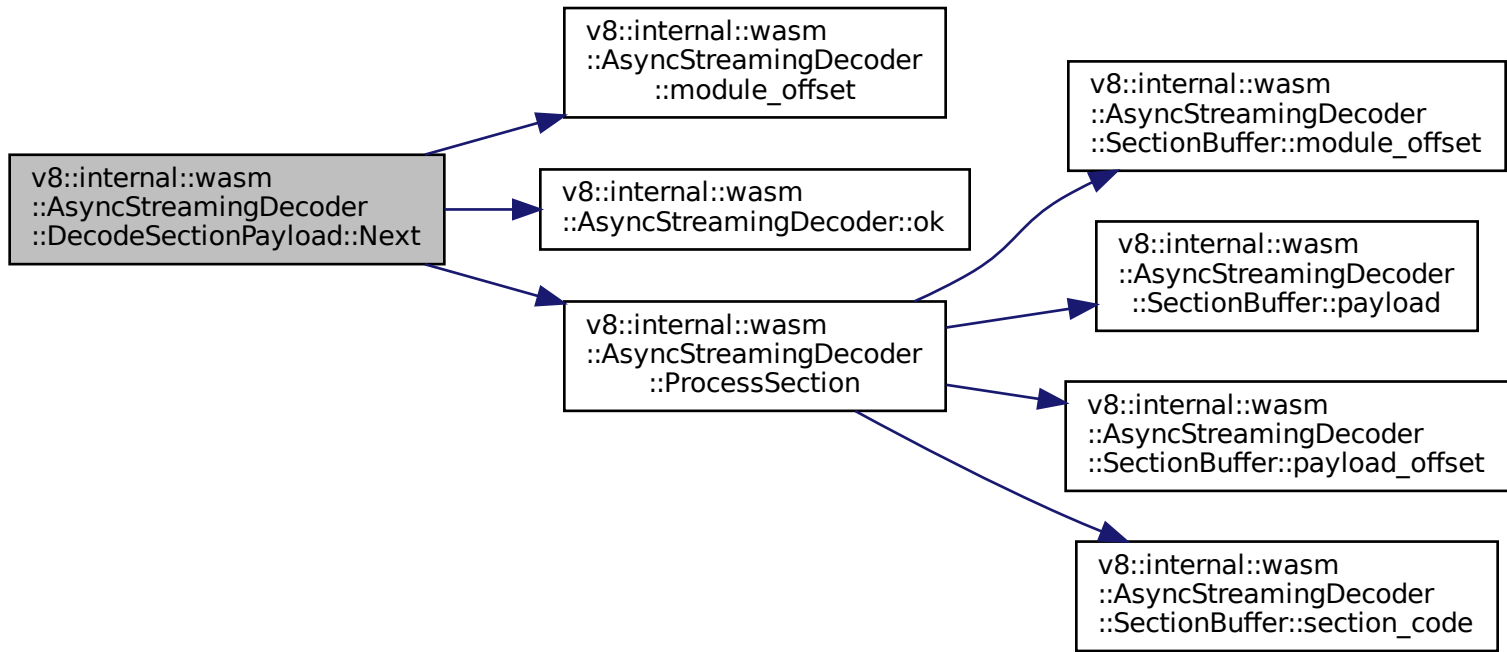 v8::internal::wasm
::AsyncStreamingDecoder
::DecodeSectionPayload::Next
v8::internal::wasm
::AsyncStreamingDecoder
::module_offset
v8::internal::wasm
::AsyncStreamingDecoder::ok
v8::internal::wasm
::AsyncStreamingDecoder
::ProcessSection
v8::internal::wasm
::AsyncStreamingDecoder
::SectionBuffer::module_offset
v8::internal::wasm
::AsyncStreamingDecoder
::SectionBuffer::payload
v8::internal::wasm
::AsyncStreamingDecoder
::SectionBuffer::payload_offset
v8::internal::wasm
::AsyncStreamingDecoder
::SectionBuffer::section_code